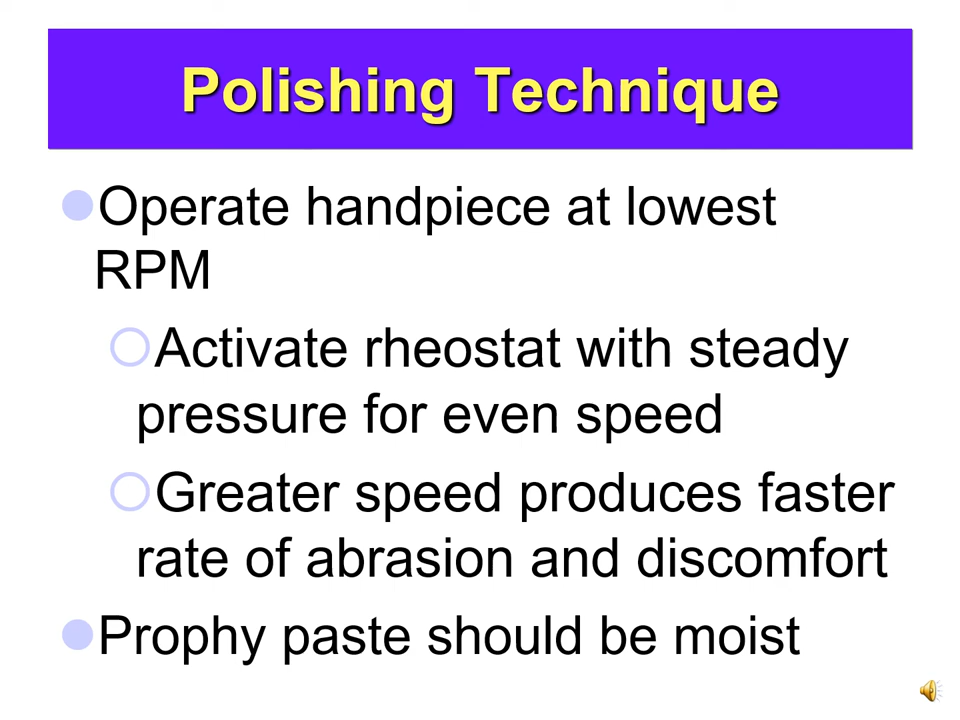 Polishing Technique
Operate handpiece at lowest
RPM
Activate rheostat with steady
pressure for even speed
Greater speed produces faster
rate of abrasion and discomfort
Prophy paste should be moist